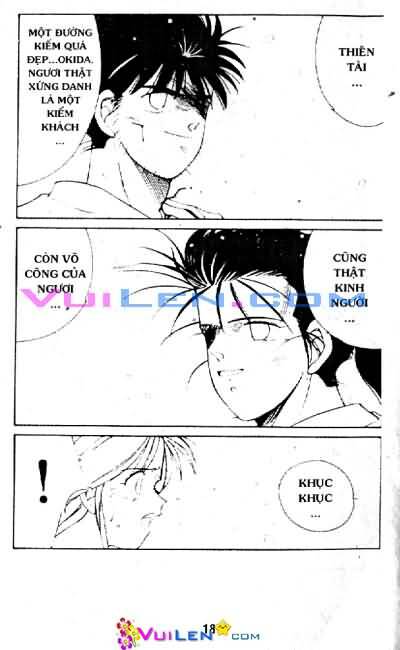 MỘT ĐƯỜNG
KIẾM QUÁ
ĐẸP...OKIDA.
NGƯƠI THẬT
XỨNG DANH
LÀ MỘT
KIẾM
KHÁCH
...
THIÊN
TÀI
...
CÒN VÕ
CÔNG CỦA
NGƯƠI
...
CŨNG
THẬT
KINH
NGƯỜI
...
VUILEN.COM
!
KHỤC
KHỤC
...
18
VUILEN.COM